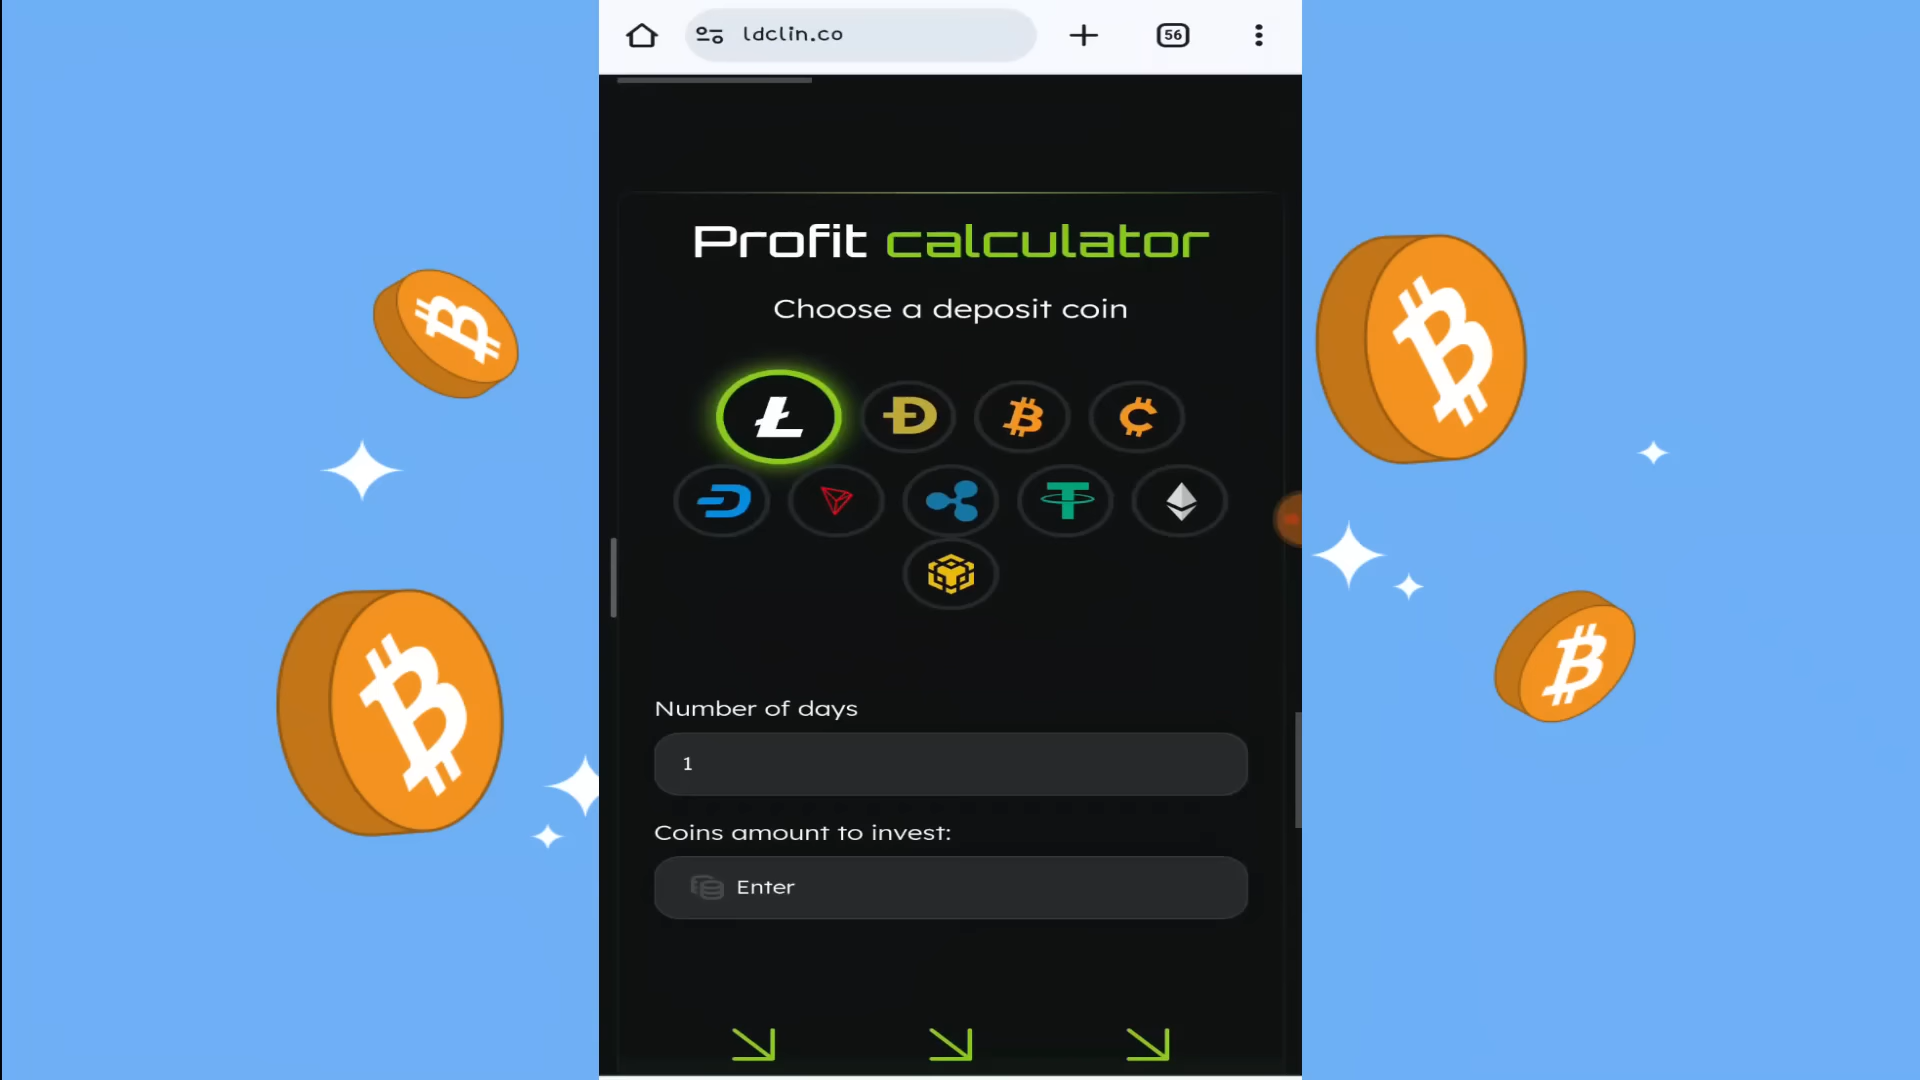 ldclin.co
56
Profit calculator
Choose a deposit coin
Number of days
1
Coins amount to invest:
Enter